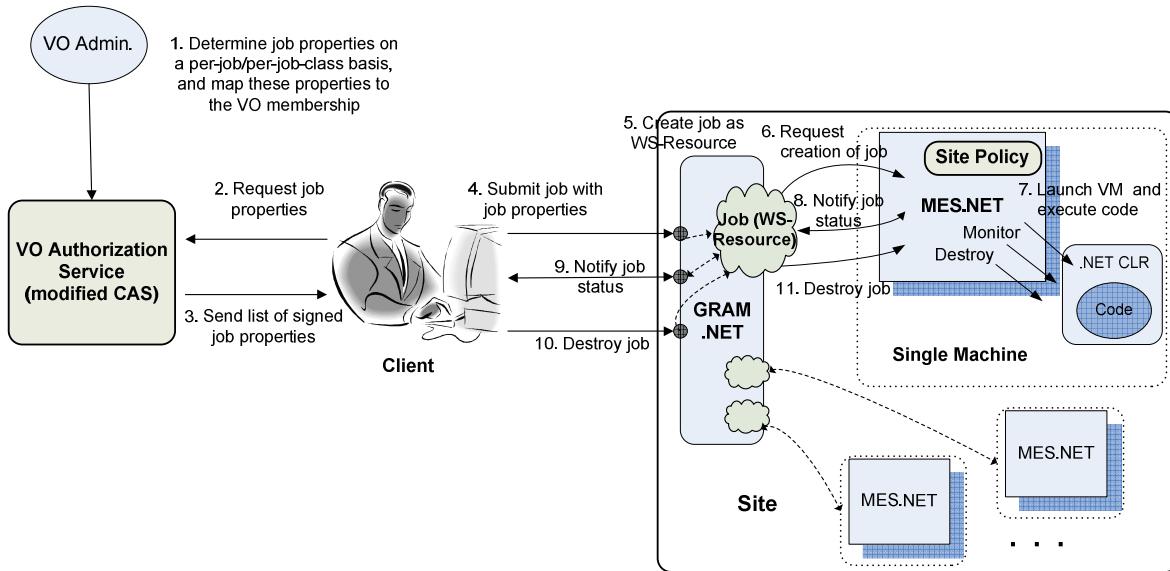 VO Admin.
1. Determine job properties on
a per-job/per-job-class basis,
and map these properties to
the VO membership
VO Authorization
Service
(modified CAS)
2. Request job
properties
3. Send list of signed
job properties
Client
4. Submit job with
job properties
9. Notify job
status
10. Destroy job
5. Create job as
WS-Resource
Job (WS-
Resource)
GRAM
.NET
6. Request
creation of job
8. Notify job
status
11. Destroy job
Site Policy
MES.NET
7. Launch VM and
execute code
Monitor
Destroy
.NET CLR
Code
Single Machine
MES.NET
MES.NET
Site
. . .